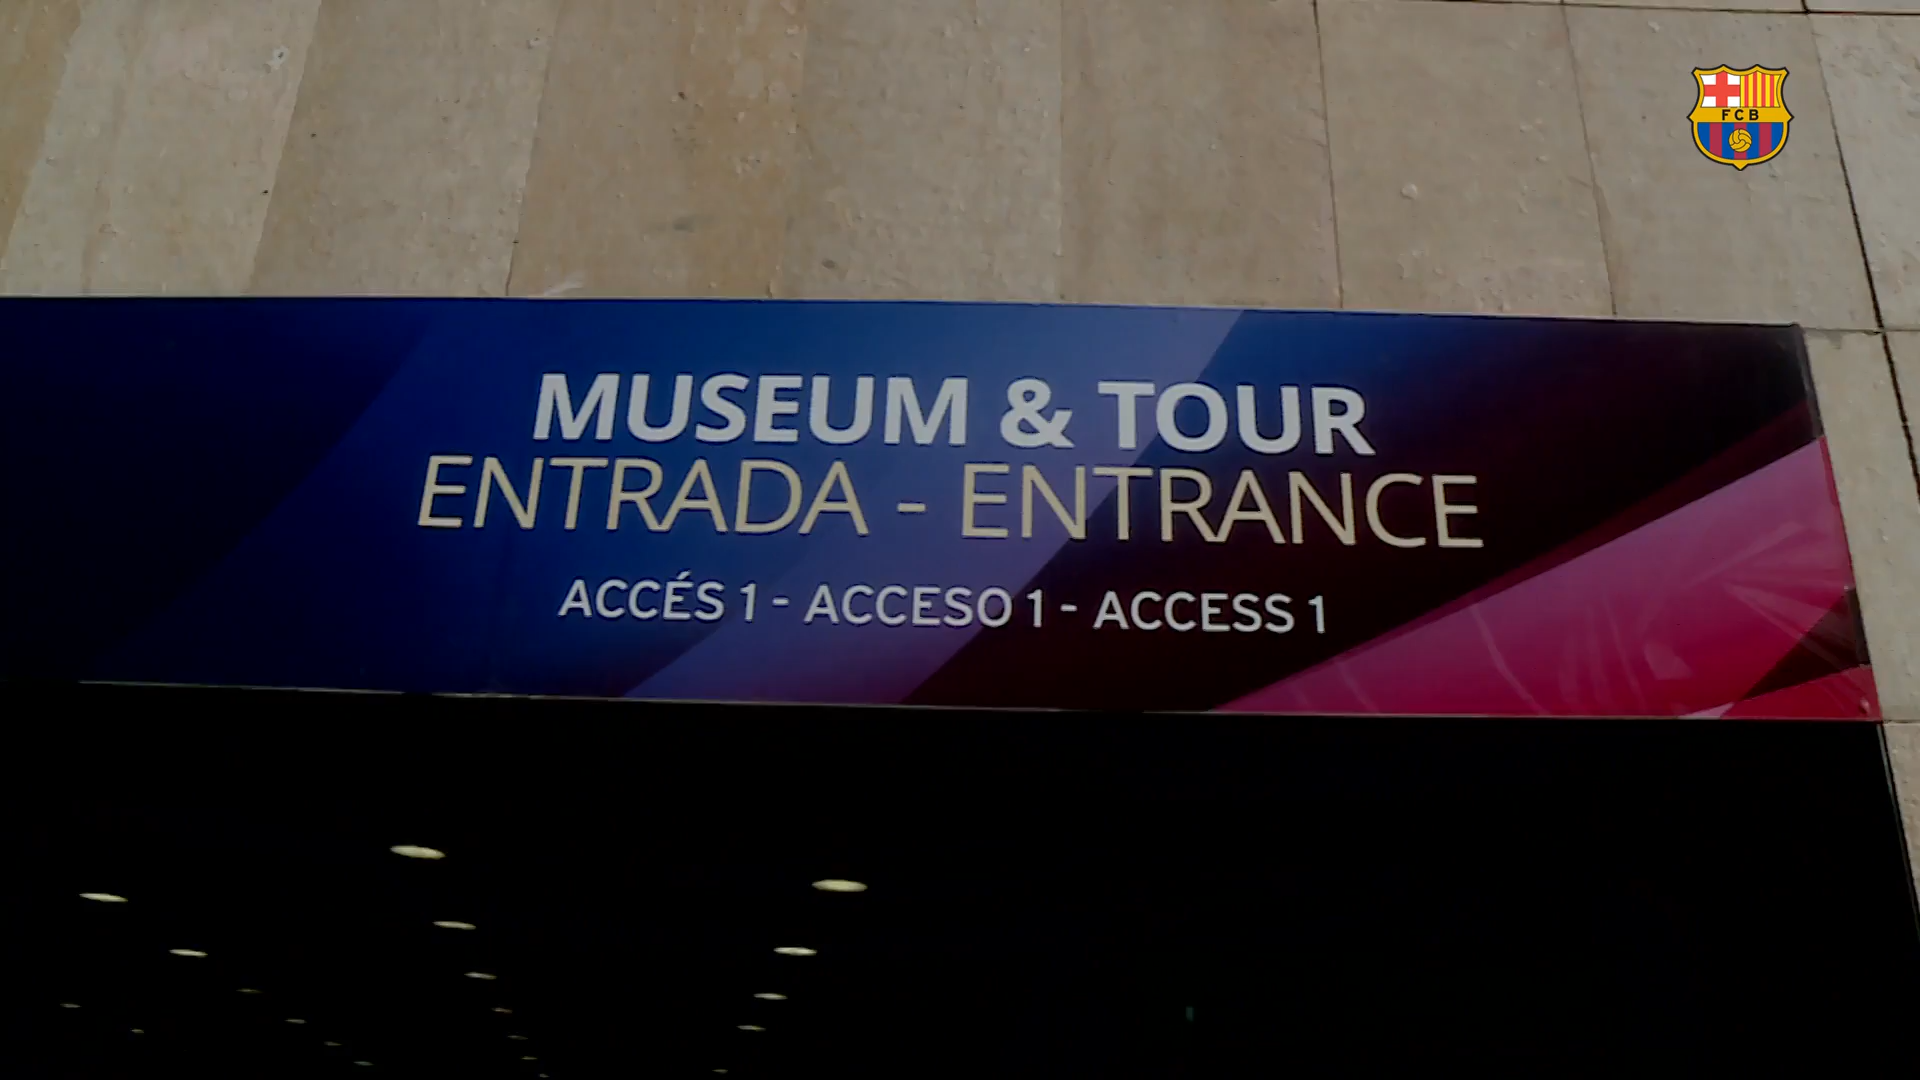 FCB
MUSEUM & TOUR
ENTRADA - ENTRANCE
ACCÉS 1 - ACCESO 1 - ACCESS 1